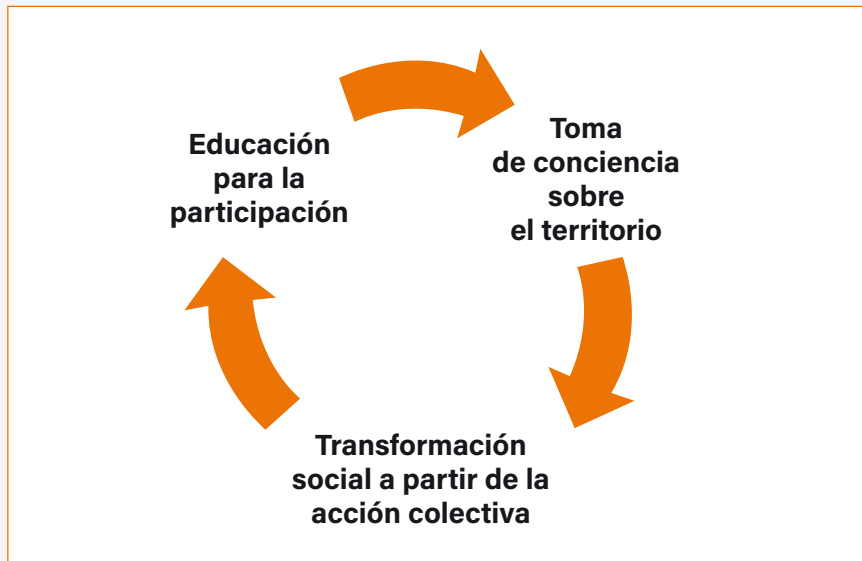 Educación
para la
participación
Toma
de conciencia
sobre
el territorio
Transformación
social a partir de la
acción colectiva